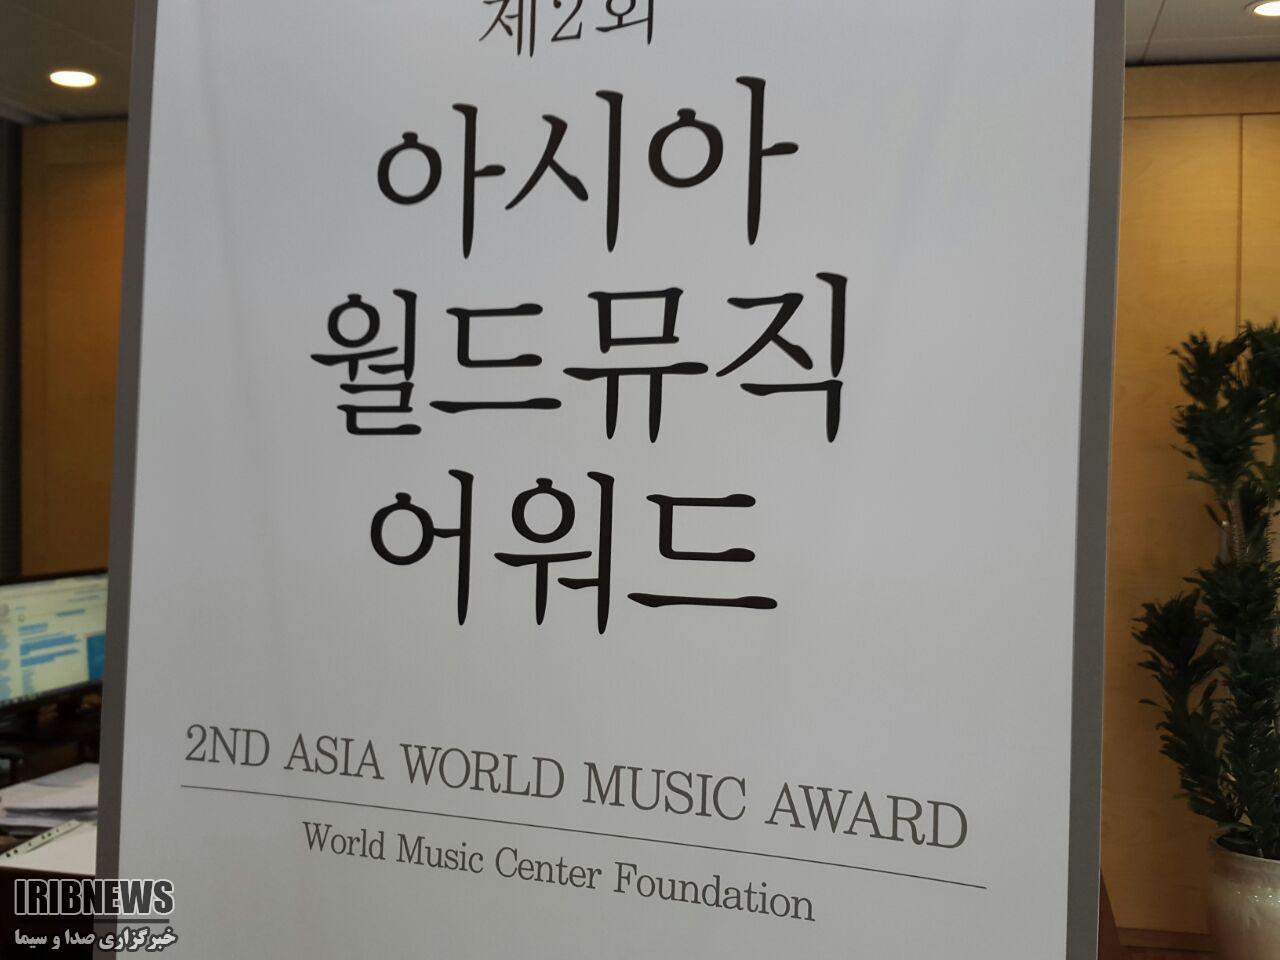 제2회
아시아
월드뮤직
어워드
2ND ASIA WORLD MUSIC AWARD
World Music Center Foundation
IRIBNEWS
خبرگزاری صدا و سیما